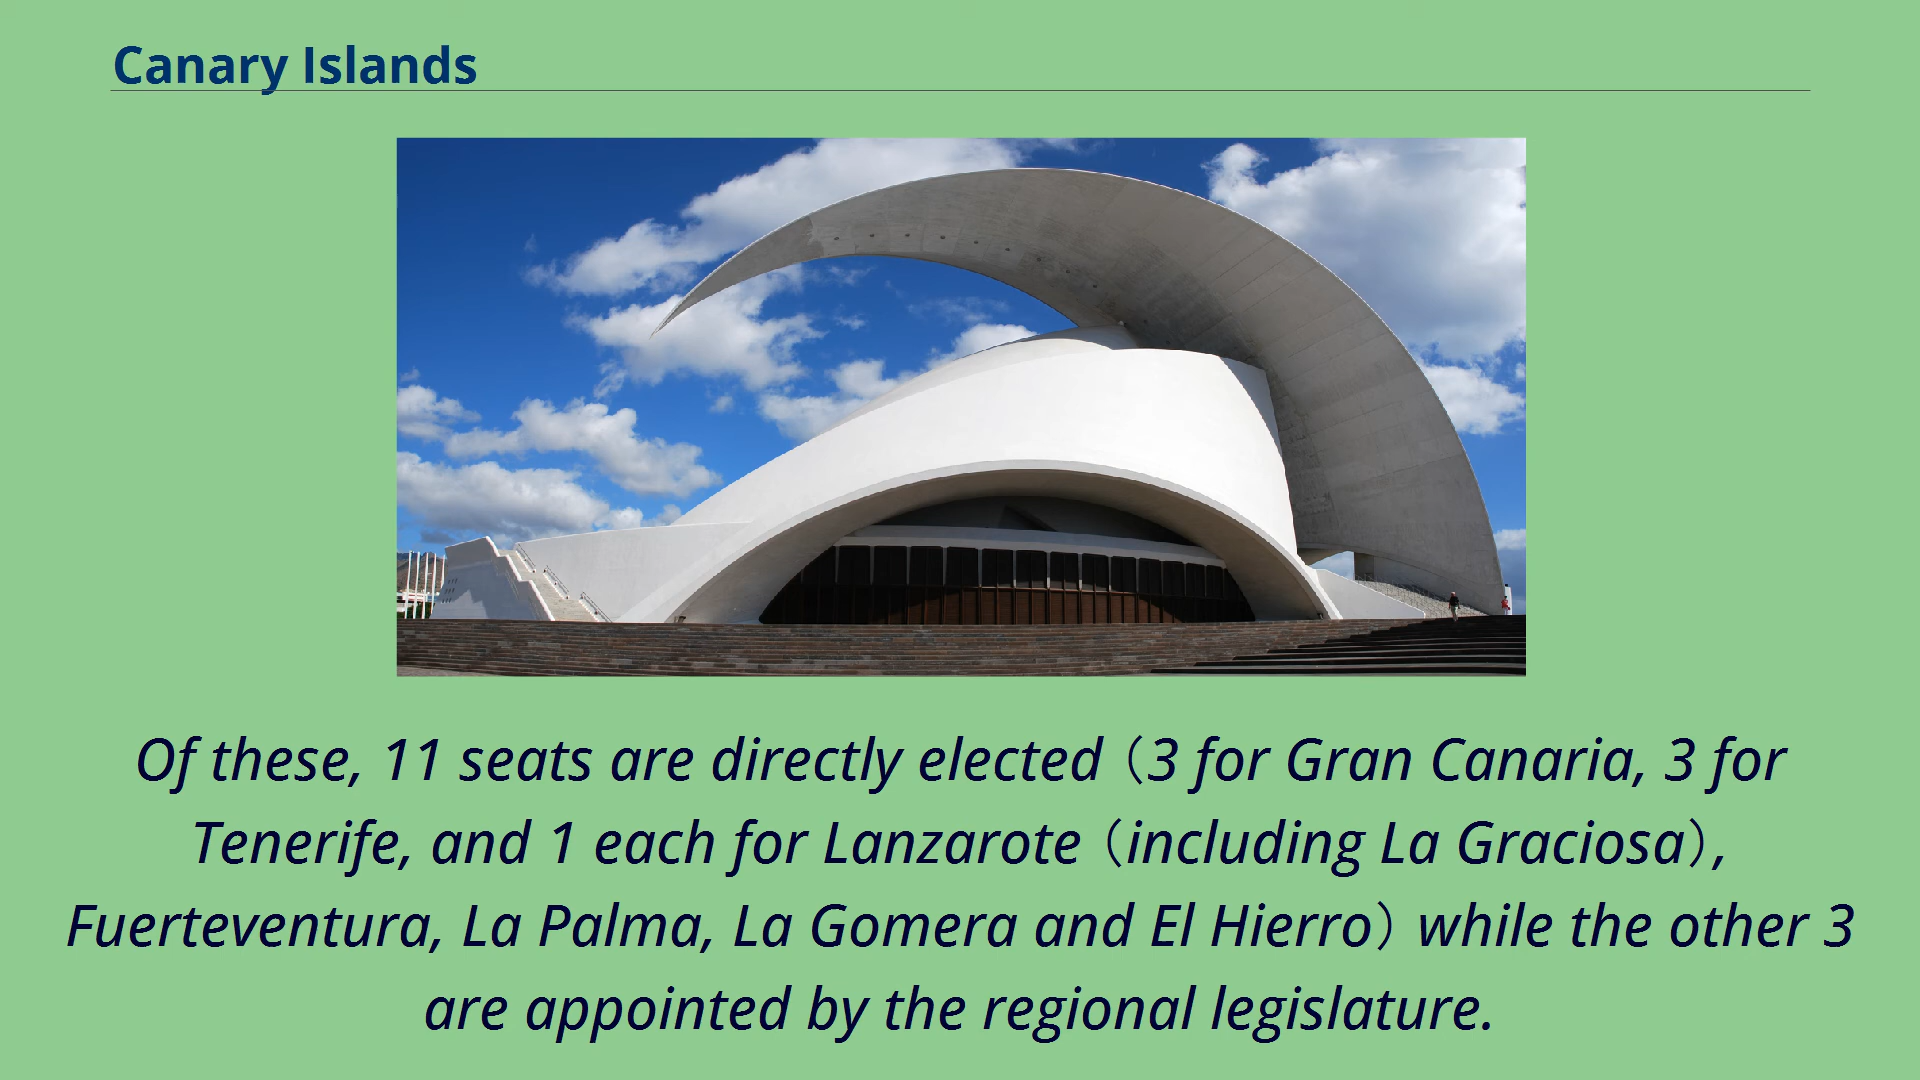 Canary Islands
Of these, 11 seats are directly elected (3 for Gran Canaria, 3 for
Tenerife, and 1 each for Lanzarote (including La Graciosa),
Fuerteventura, La Palma, La Gomera and El Hierro) while the other 3
are appointed by the regional legislature.